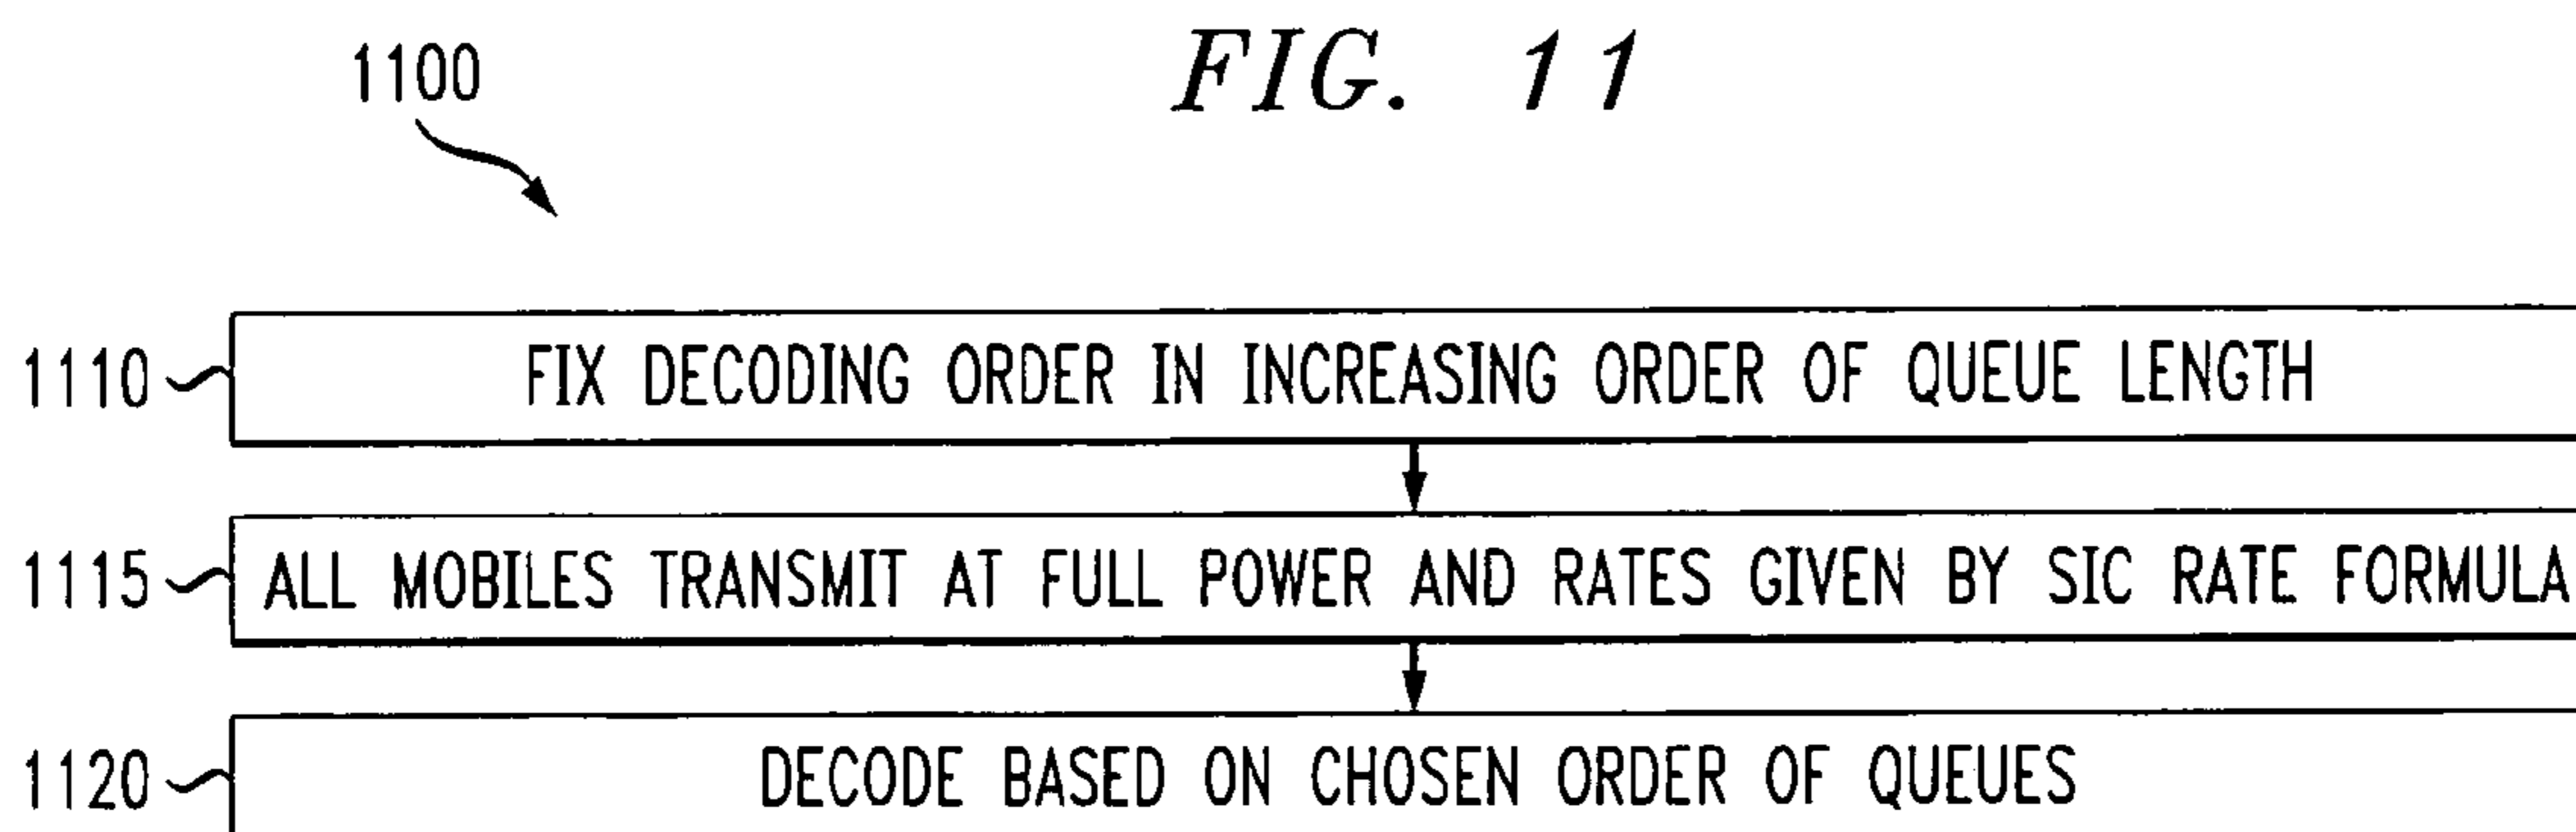 1100
FIG. 11
1110
FIX DECODING ORDER IN INCREASING ORDER OF QUEUE LENGTH
1115
ALL MOBILES TRANSMIT AT FULL POWER AND RATES GIVEN BY SIC RATE FORMULA
1120
DECODE BASED ON CHOSEN ORDER OF QUEUES